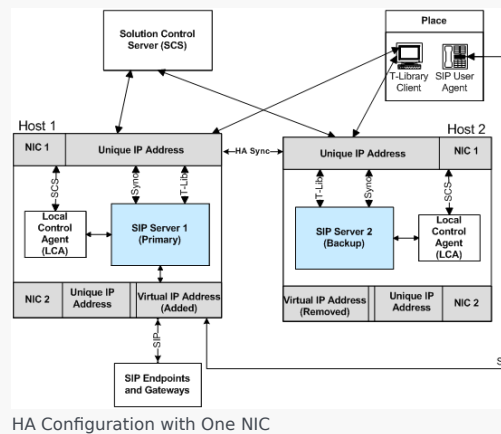 Solution Control
Server (SCS)
Place
T-Library
Client
SIP User
Agent
Host 1
NIC 1
Unique IP Address
HA Sync
Host 2
Unique IP Address
NIC 1
SCS
Sync
T-Lib
T-Lib
Sync
SCS
Local
Control
Agent
(LCA)
SIP Server 1
(Primary)
SIP Server 2
(Backup)
Local
Control
Agent
(LCA)
NIC 2
Unique IP
Address
Virtual IP Address
(Added)
Virtual IP Address
(Removed)
Unique IP
Address
NIC 2
SIP
SIP Endpoints
and Gateways
S
HA Configuration with One NIC